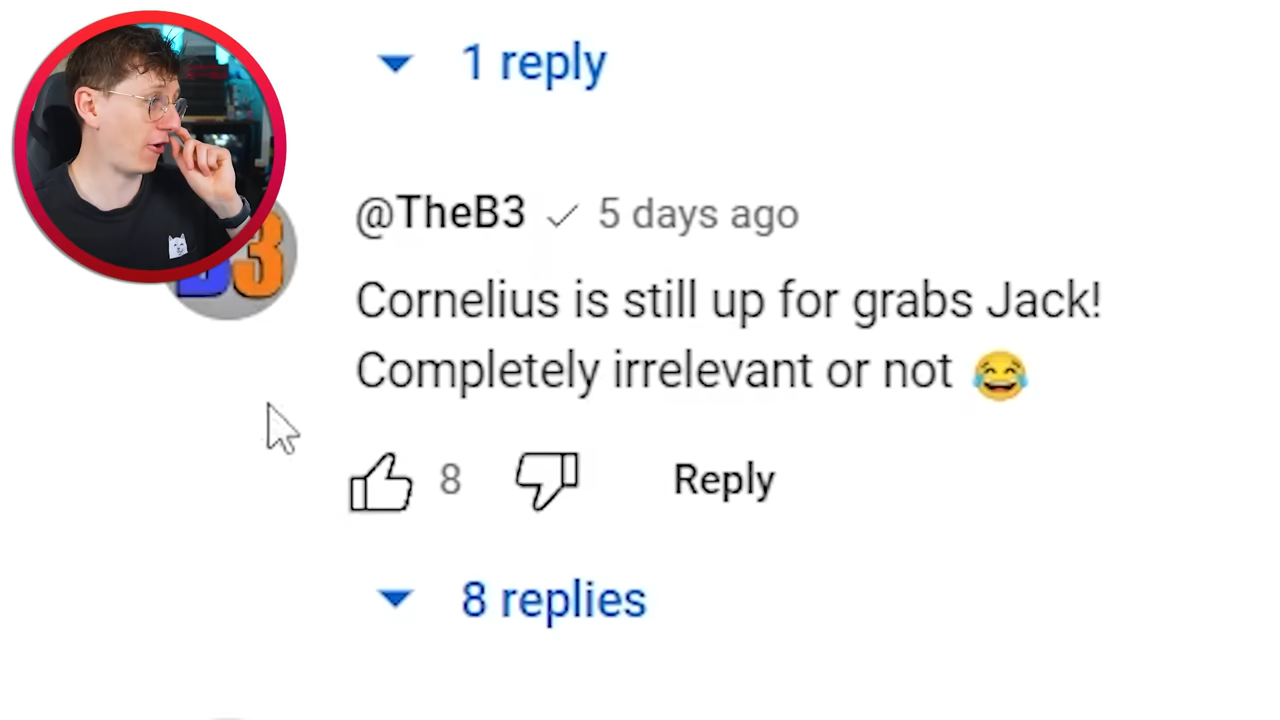 1 reply
@TheB3 ✓ 5 days ago
B3
Cornelius is still up for grabs Jack!
Completely irrelevant or not 😂
8 Reply
8 replies